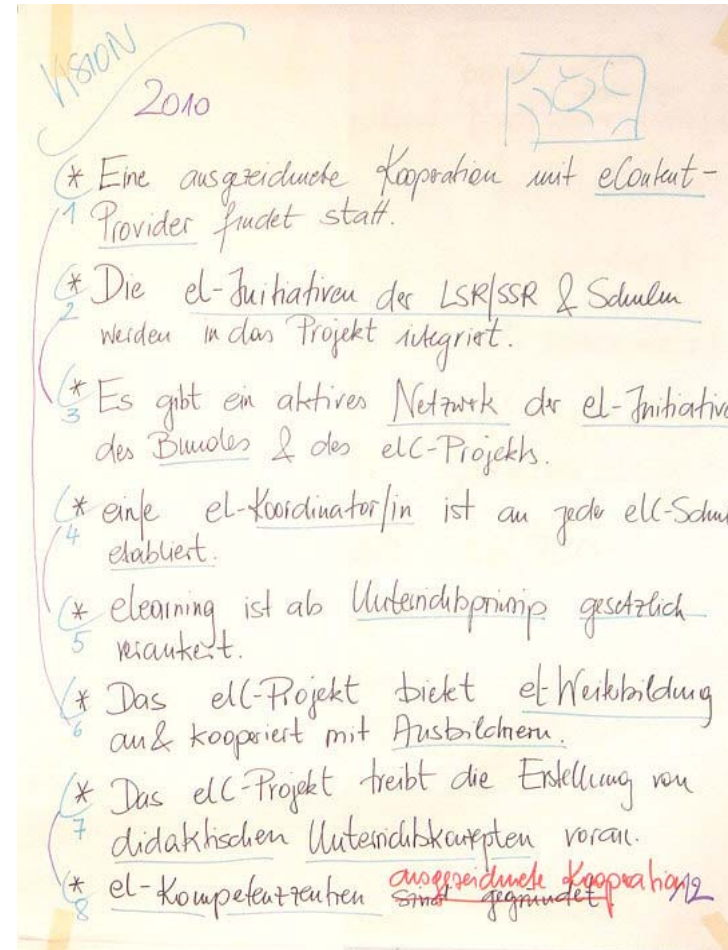 VISION
2010
* Eine ausgezeichnete Kooperation mit eContent-
1 Provider findet statt.
* Die el-Initiativen der LSR/SSR & Schulen
2 werden in das Projekt integriert.
* Es gibt ein aktives Netzwerk der el-Initiative
3 des Bundes & des elC-Projekts.
* ein/e el-Koordinator/in ist an jeder elC-Schu
4 etabliert.
* elearning ist als Unterrichtsprinzip gesetzlich
5 verankert.
* Das elC-Projekt bietet el-Weiterbildung
6 an & kooperiert mit Ausbildnern.
* Das elC-Projekt treibt die Erstellung von
7 didaktischen Unterrichtskonzepten voran.
ausgezeichnete Kooperation
* el-Kompetenzzentren sind gegründet 12
8